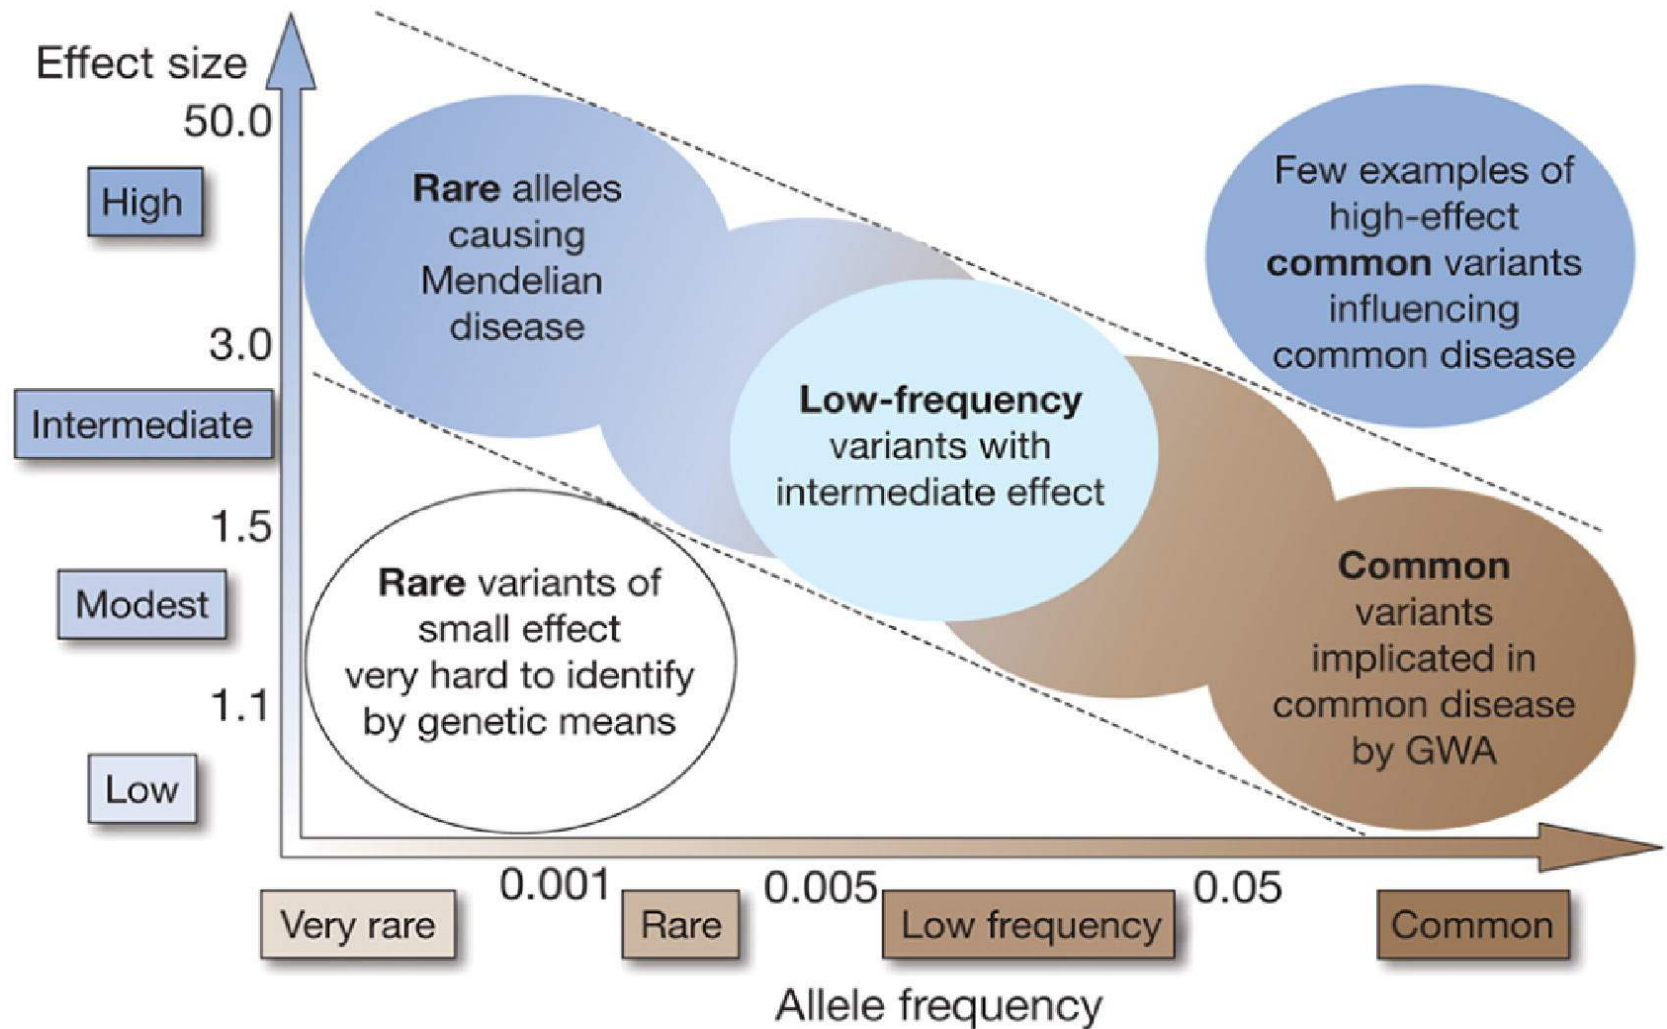 Effect size
50.0
High
3.0
Intermediate
1.5
Modest
1.1
Low
Rare alleles
causing
Mendelian
disease
Few examples of
high-effect
common variants
influencing
common disease
Low-frequency
variants with
intermediate effect
Rare variants of
small effect
very hard to identify
by genetic means
Common
variants
implicated in
common disease
by GWA
0.001
0.005
0.05
Very rare
Rare
Low frequency
Common
Allele frequency